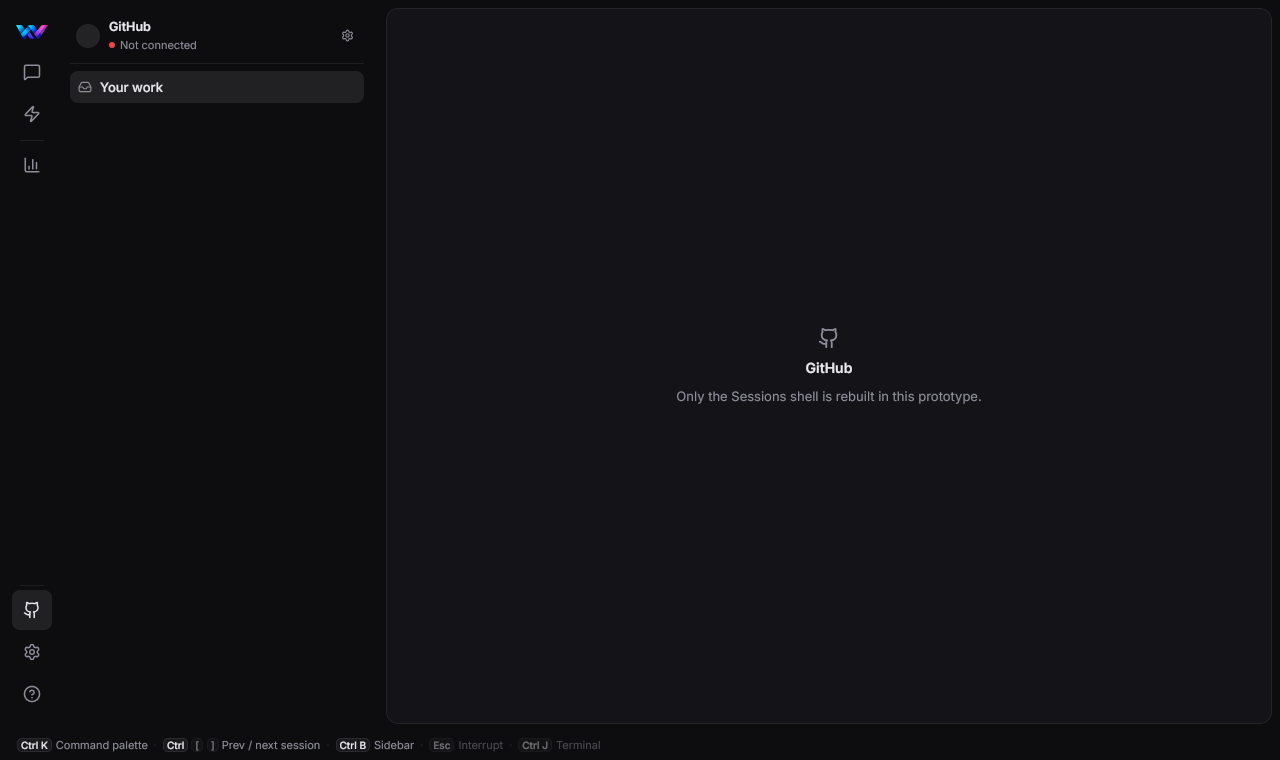 GitHub
Not connected
Your work
GitHub
Only the Sessions shell is rebuilt in this prototype.
Ctrl K Command palette · Ctrl [ ] Prev / next session · Ctrl B Sidebar · Esc Interrupt · Ctrl J Terminal